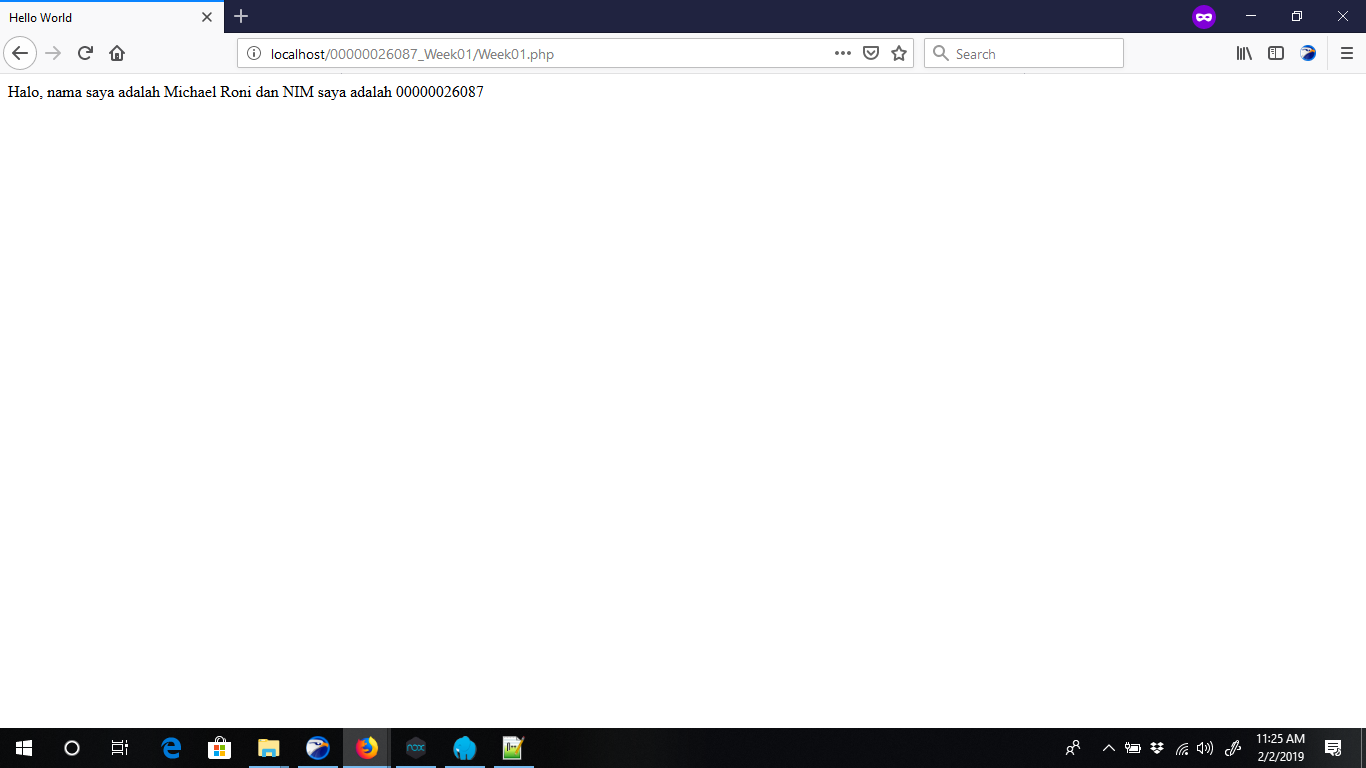 Hello World
localhost/00000026087_Week01/Week01.php
Search
Halo, nama saya adalah Michael Roni dan NIM saya adalah 00000026087
nox
11:25 AM
2/2/2019